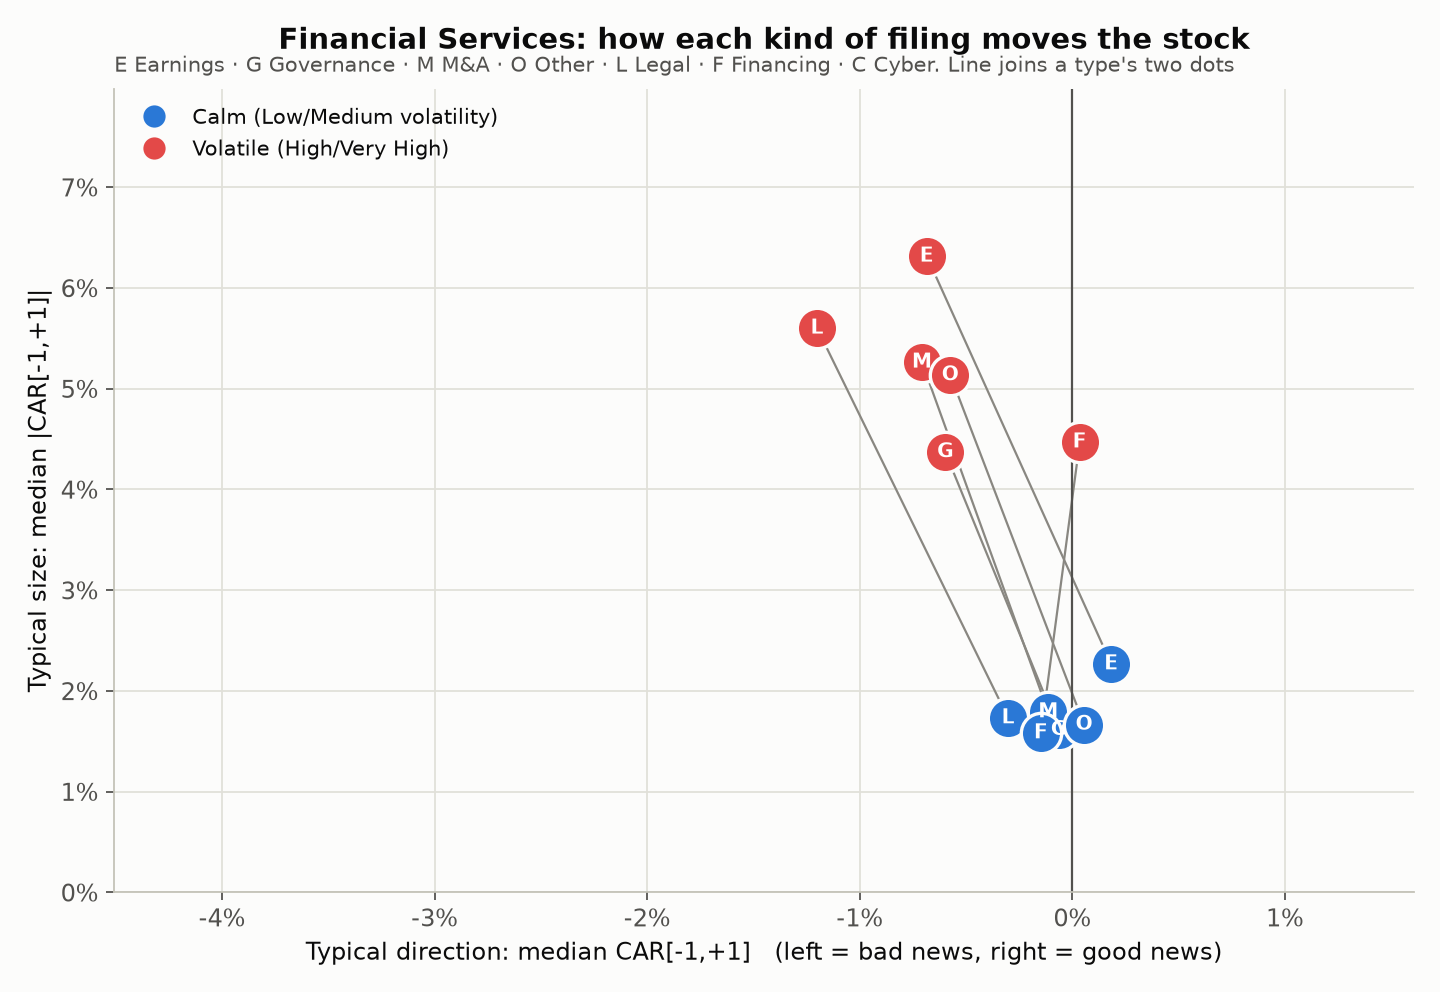 Financial Services: how each kind of filing moves the stock
E Earnings · G Governance · M M&A · O Other · L Legal · F Financing · C Cyber. Line joins a type's two dots
Calm (Low/Medium volatility)
Volatile (High/Very High)
7%
6%
5%
4%
3%
2%
1%
0%
Typical size: median |CAR[-1,+1]|
E
L
M
O
F
G
E
M
L
O
F
-4%
-3%
-2%
-1%
0%
1%
Typical direction: median CAR[-1,+1]   (left = bad news, right = good news)